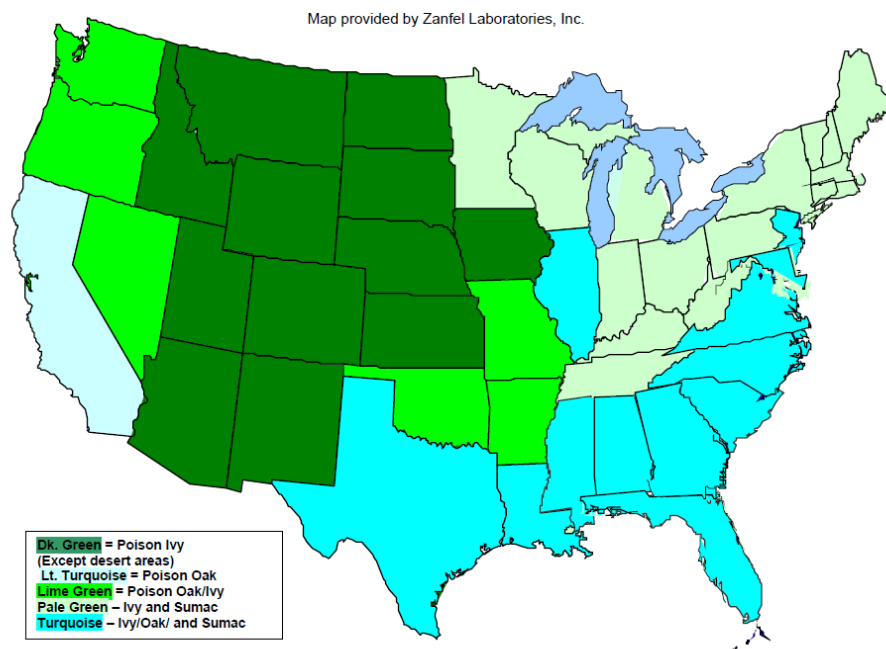 Map provided by Zanfel Laboratories, Inc.
Dk. Green = Poison Ivy
(Except desert areas)
Lt. Turquoise = Poison Oak
Lime Green = Poison Oak/Ivy
Pale Green – Ivy and Sumac
Turquoise – Ivy/Oak/ and Sumac